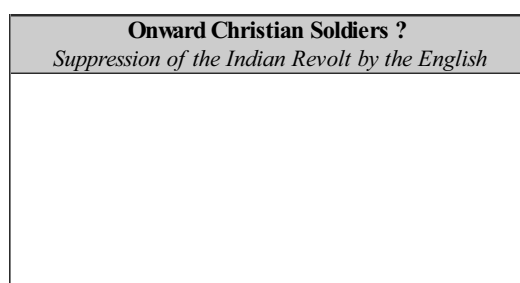 Onward Christian Soldiers ?
Suppression of the Indian Revolt by the English